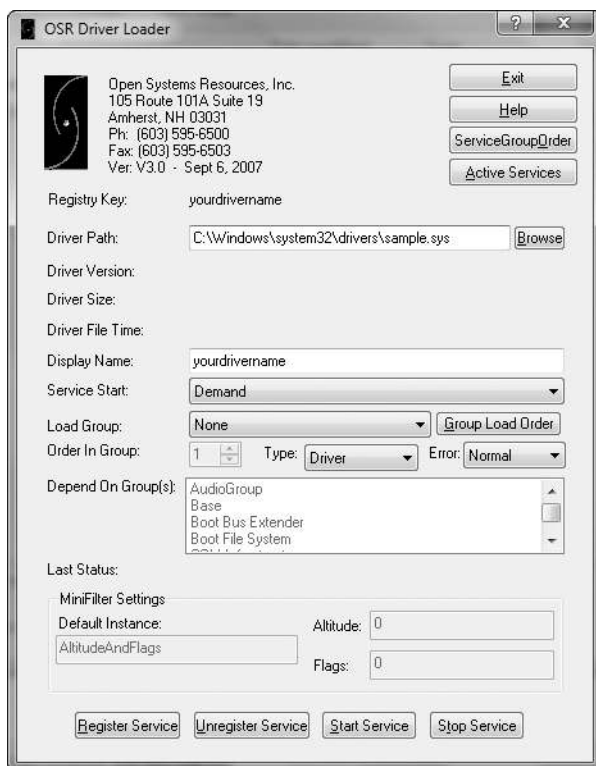 OSR Driver Loader
Open Systems Resources, Inc.
105 Route 101A Suite 19
Amherst, NH 03031
Ph: (603) 595-6500
Fax: (603) 595-6503
Ver: V3.0 - Sept 6, 2007
Exit
Help
ServiceGroupOrder
Active Services
Registry Key: yourdrivername
Driver Path: C:\Windows\system32\drivers\sample.sys Browse
Driver Version:
Driver Size:
Driver File Time:
Display Name: yourdrivername
Service Start: Demand
Load Group: None Group Load Order
Order In Group: 1 Type: Driver Error: Normal
Depend On Group(s): AudioGroup
Base
Boot Bus Extender
Boot File System
Last Status:
MiniFilter Settings
Default Instance:
AltitudeAndFlags
Altitude: 0
Flags: 0
Register Service Unregister Service Start Service Stop Service